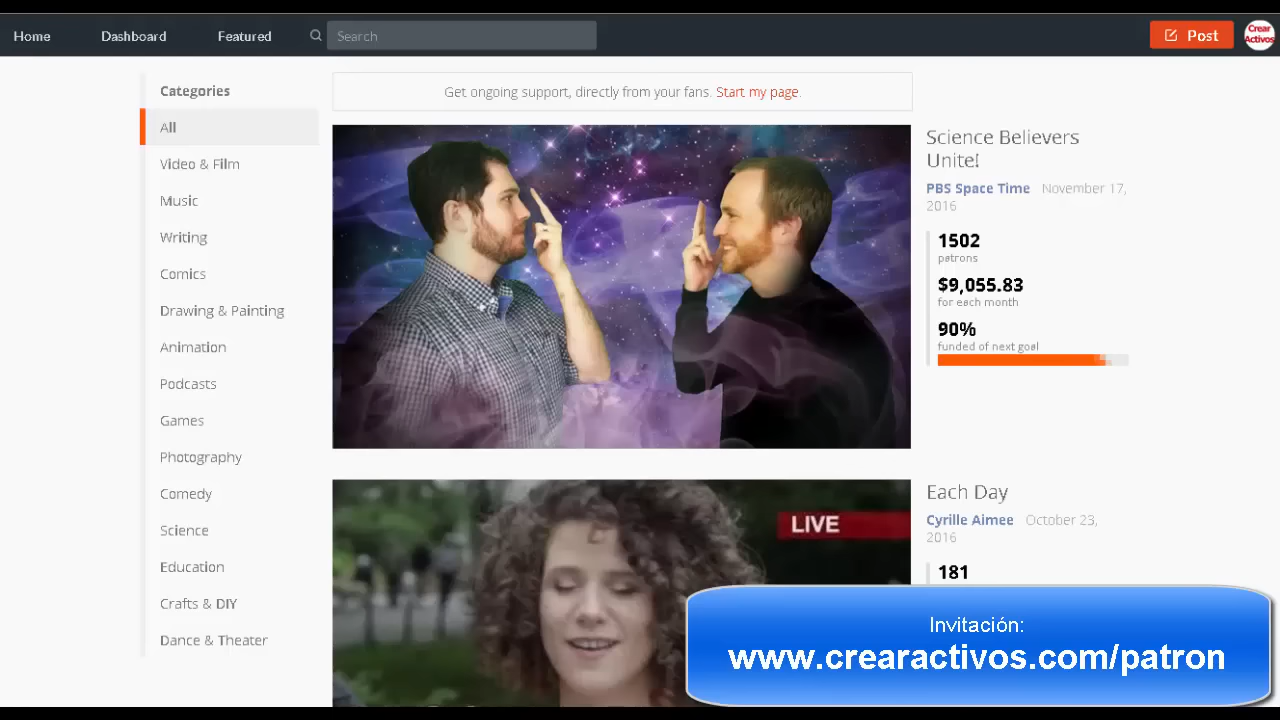 Home Dashboard Featured Search Post Crear
Activos
Categories
All
Video & Film
Music
Writing
Comics
Drawing & Painting
Animation
Podcasts
Games
Photography
Comedy
Science
Education
Crafts & DIY
Dance & Theater
Get ongoing support, directly from your fans. Start my page.
Science Believers
Unite!
PBS Space Time November 17,
2016
1502
patrons
$9,055.83
for each month
90%
funded of next goal
LIVE
Each Day
Cyrille Aimee October 23,
2016
181
Invitación:
www.crearactivos.com/patron